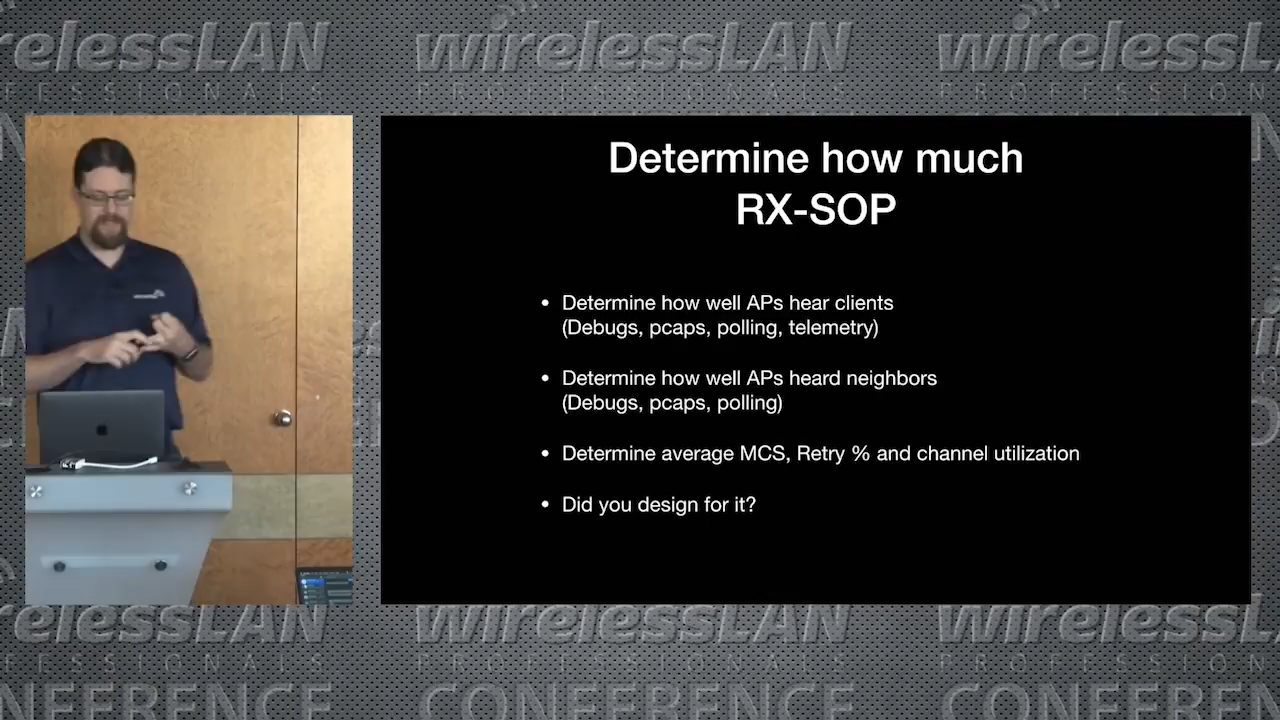 wirelessLAN
PROFESSIONALS
Determine how much
RX-SOP
• Determine how well APs hear clients
(Debugs, pcaps, polling, telemetry)
• Determine how well APs heard neighbors
(Debugs, pcaps, polling)
• Determine average MCS, Retry % and channel utilization
• Did you design for it?
wirelessLAN
PROFESSIONALS
CONFERENCE